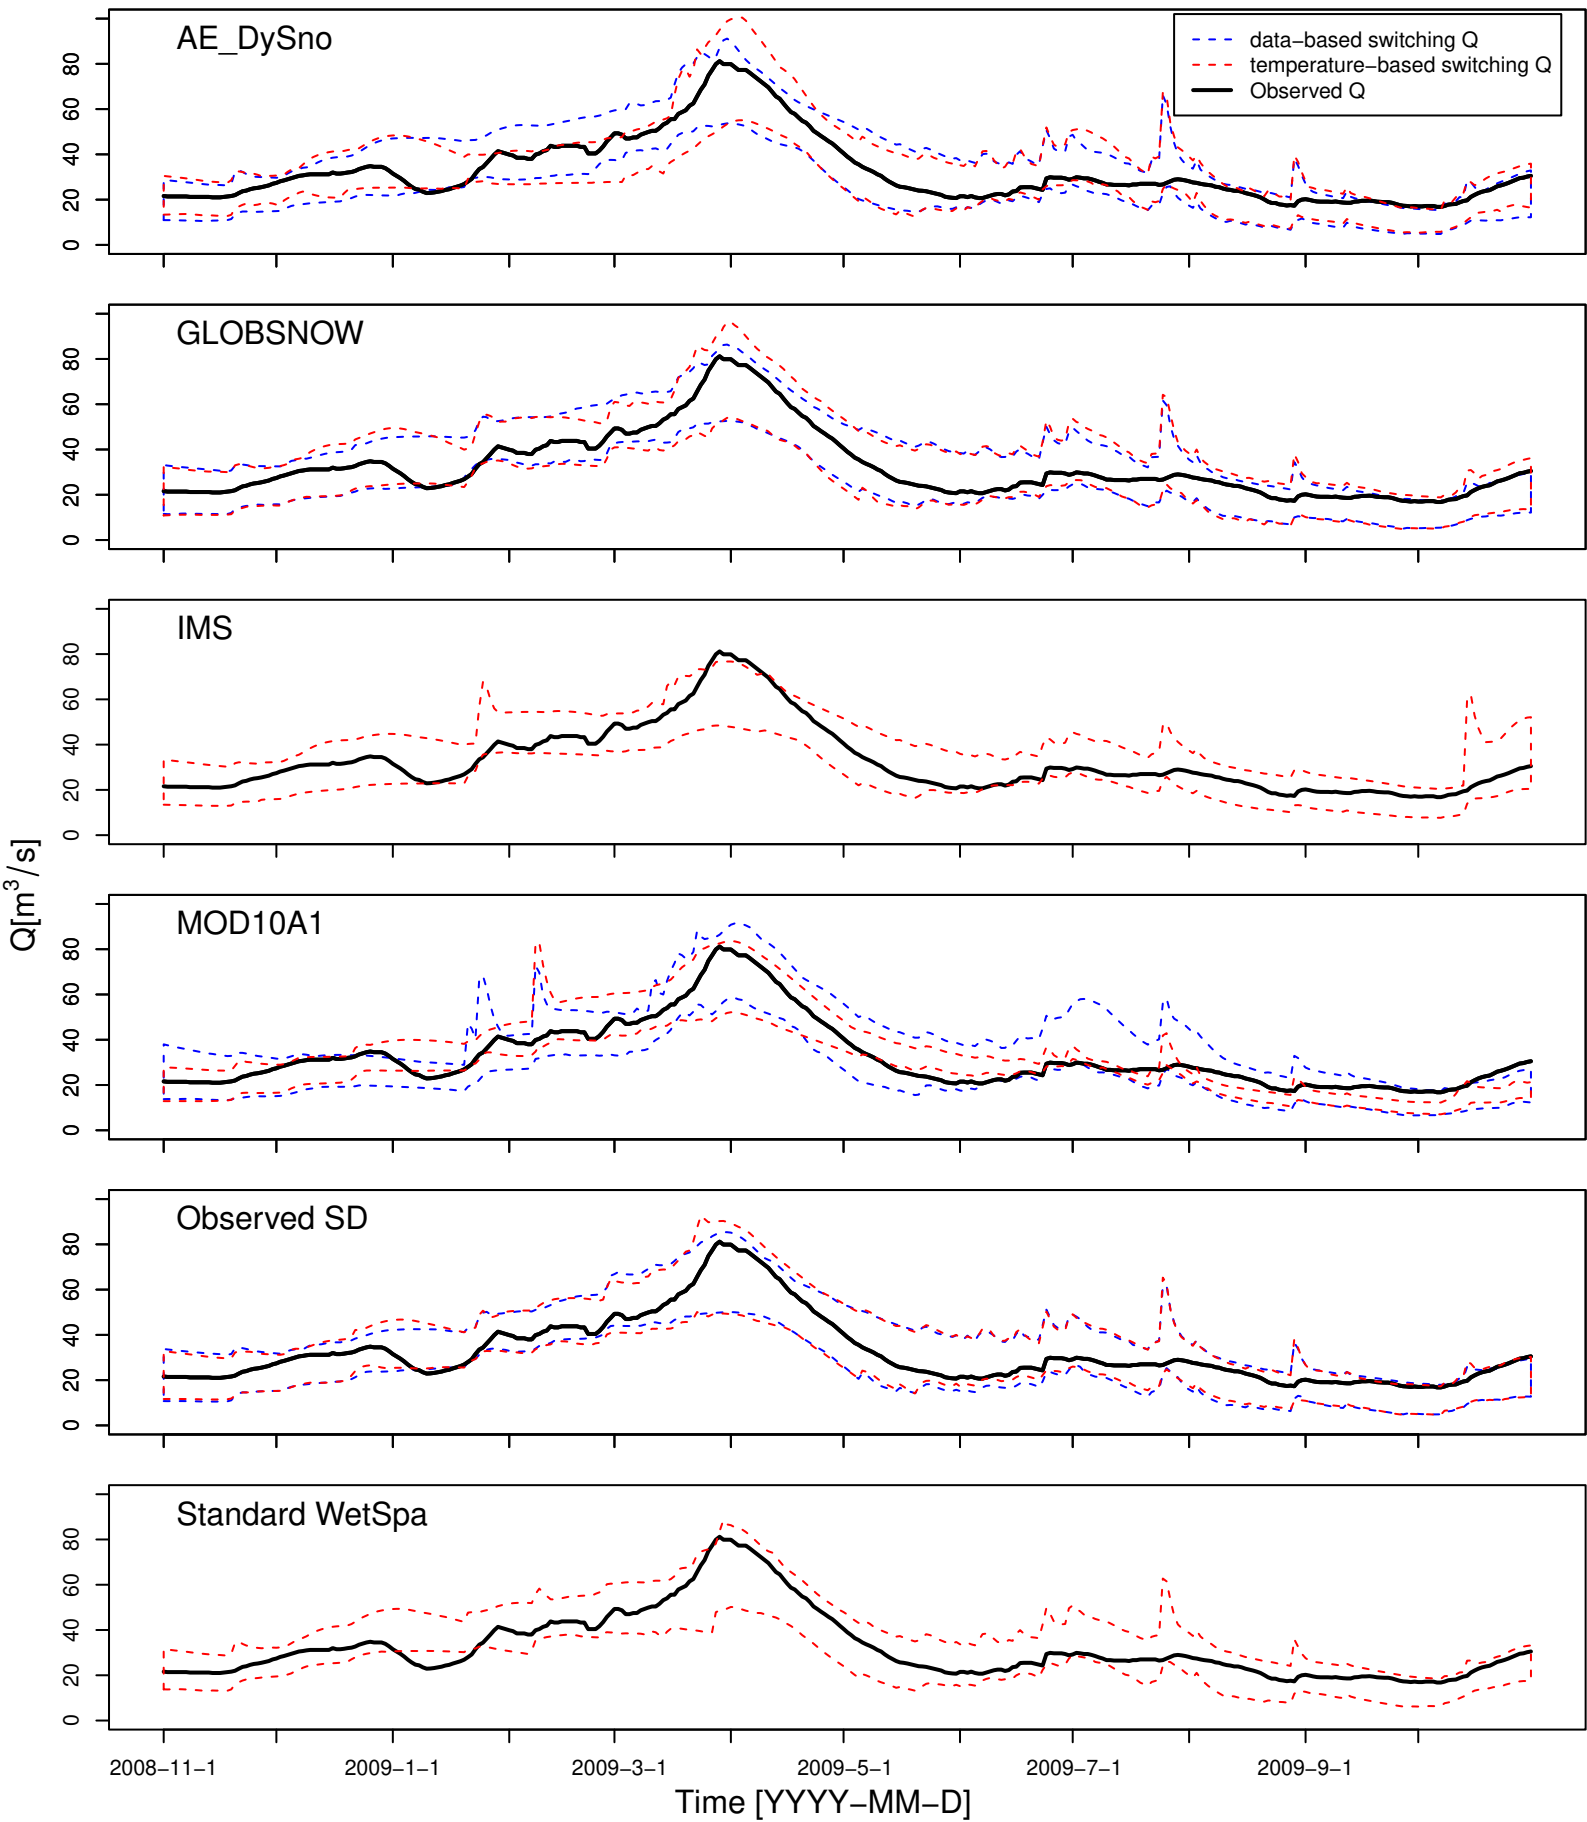 AE_DySno
data−based switching Q
temperature−based switching Q
Observed Q
0 20 40 60 80
GLOBSNOW
0 20 40 60 80
IMS
0 20 40 60 80
MOD10A1
0 20 40 60 80
Observed SD
0 20 40 60 80
Standard WetSpa
0 20 40 60 80
Q[m³/s]
2008−11−1 2009−1−1 2009−3−1 2009−5−1 2009−7−1 2009−9−1
Time [YYYY−MM−D]